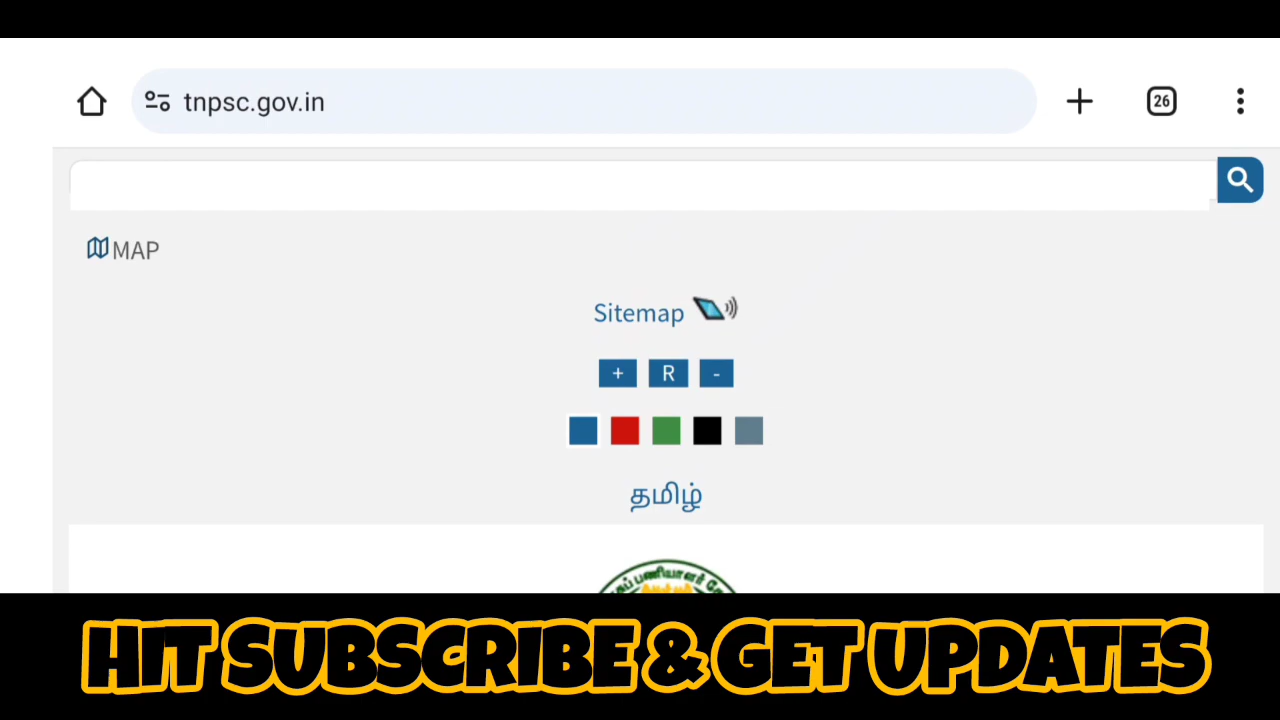 tnpsc.gov.in
26
MAP
Sitemap
+ R -
தமிழ்
HIT SUBSCRIBE & GET UPDATES